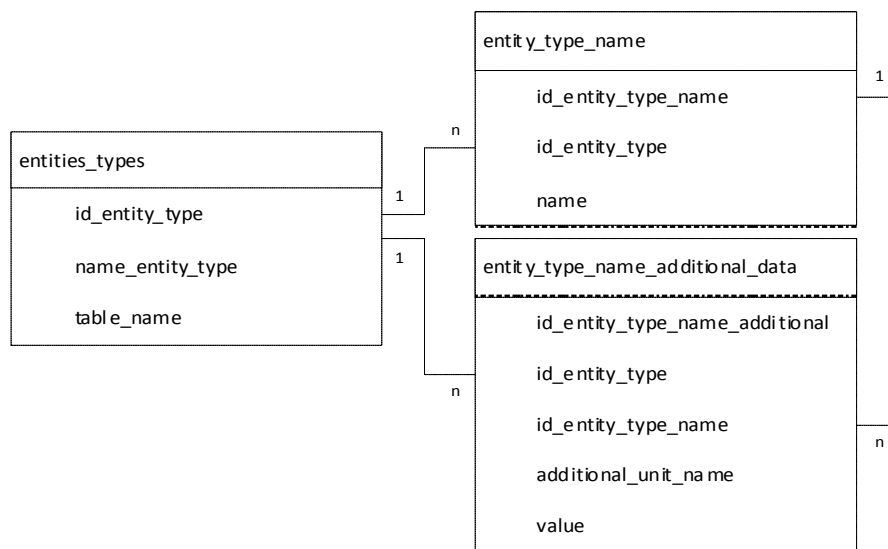 entity_type_name
id_entity_type_name
id_entity_type
name
1
n
entities_types
id_entity_type
name_entity_type
table_name
1
1
n
entity_type_name_additional_data
id_entity_type_name_additional
id_entity_type
id_entity_type_name
additional_unit_name
value
n